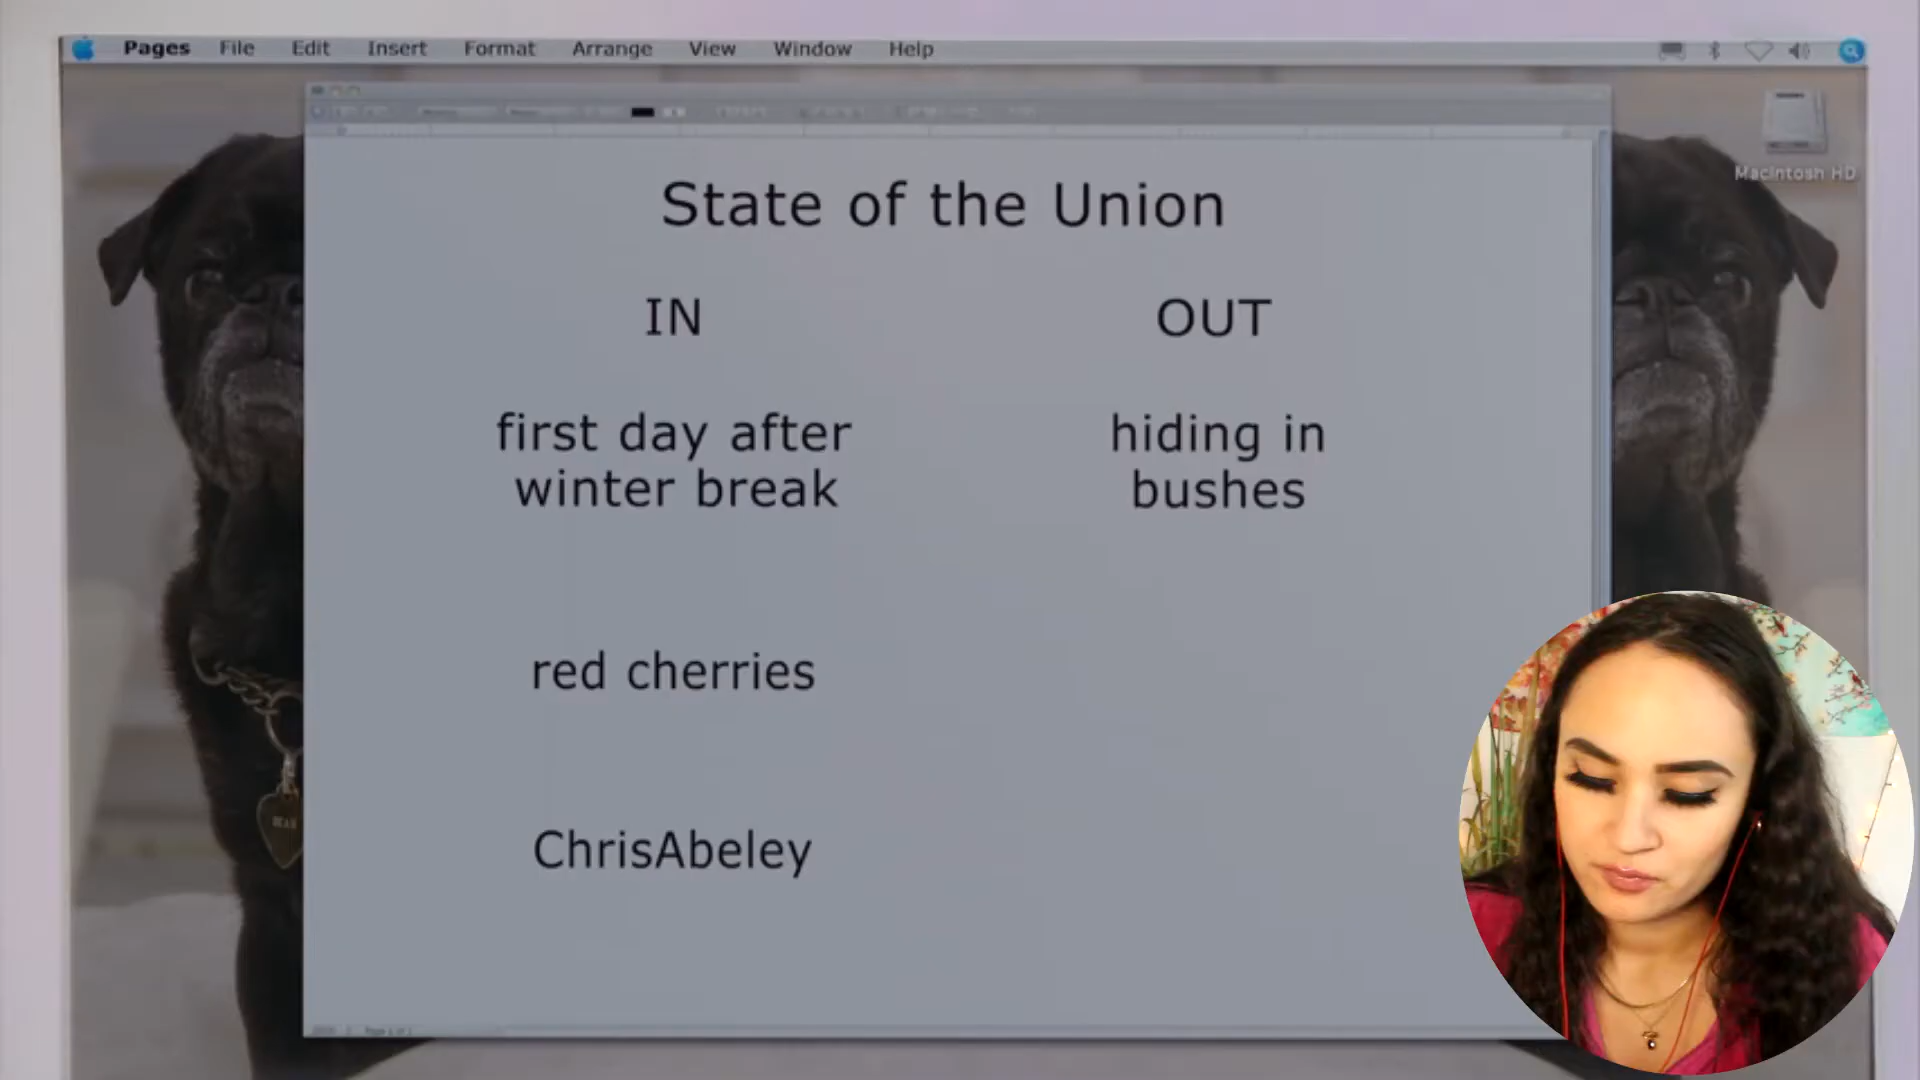 Pages File Edit Insert Format Arrange View Window Help
Macintosh HD
State of the Union
IN OUT
first day after
winter break
hiding in
bushes
red cherries
ChrisAbeley